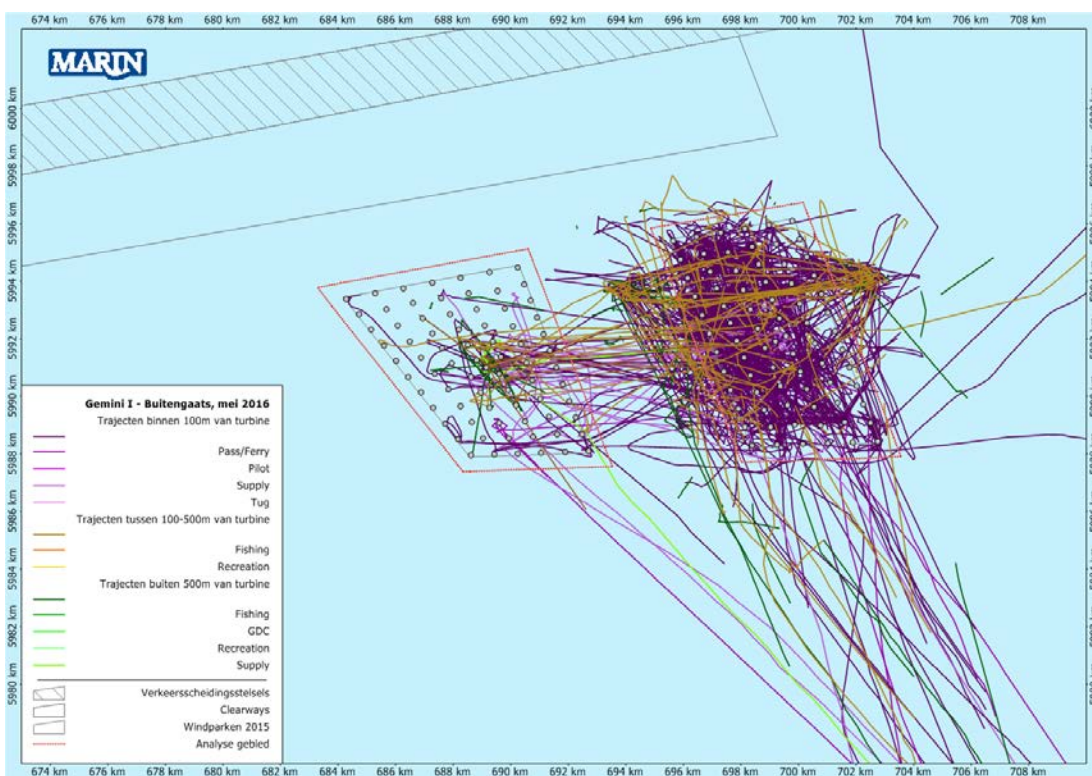 674 km 676 km 678 km 680 km 682 km 684 km 686 km 688 km 690 km 692 km 694 km 696 km 698 km 700 km 702 km 704 km 706 km 708 km
MARIN
6000 km
5998 km
5996 km
5994 km
5992 km
5990 km
5988 km
5986 km
5984 km
5982 km
5980 km
Gemini I - Buitengaats, mei 2016
Trajecten binnen 100m van turbine
Pass/Ferry
Pilot
Supply
Tug
Trajecten tussen 100-500m van turbine
Fishing
Recreation
Trajecten buiten 500m van turbine
Fishing
GDC
Recreation
Supply
Verkeersscheidingsstelsels
Clearways
Windparken 2015
Analyse gebied
674 km 676 km 678 km 680 km 682 km 684 km 686 km 688 km 690 km 692 km 694 km 696 km 698 km 700 km 702 km 704 km 706 km 708 km